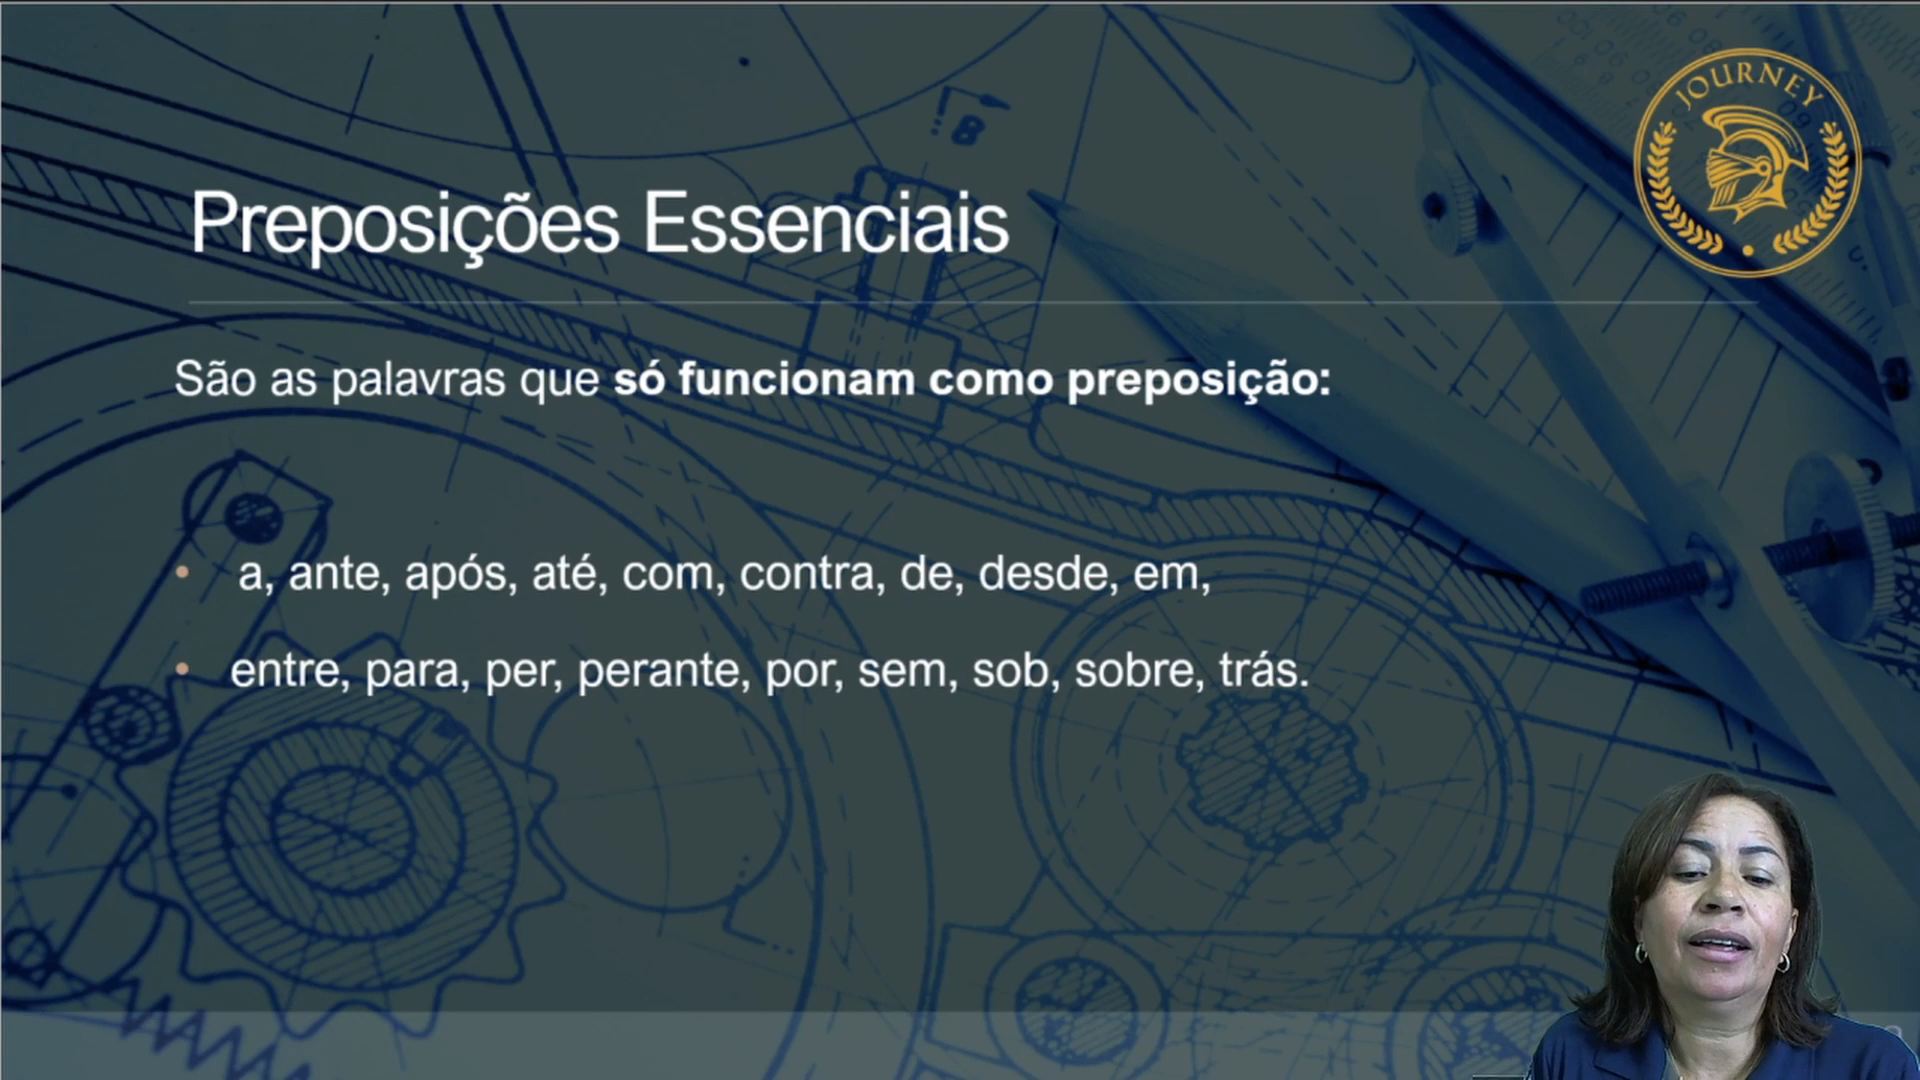 JOURNEY
Preposições Essenciais
São as palavras que só funcionam como preposição:
• a, ante, após, até, com, contra, de, desde, em,
• entre, para, per, perante, por, sem, sob, sobre, trás.